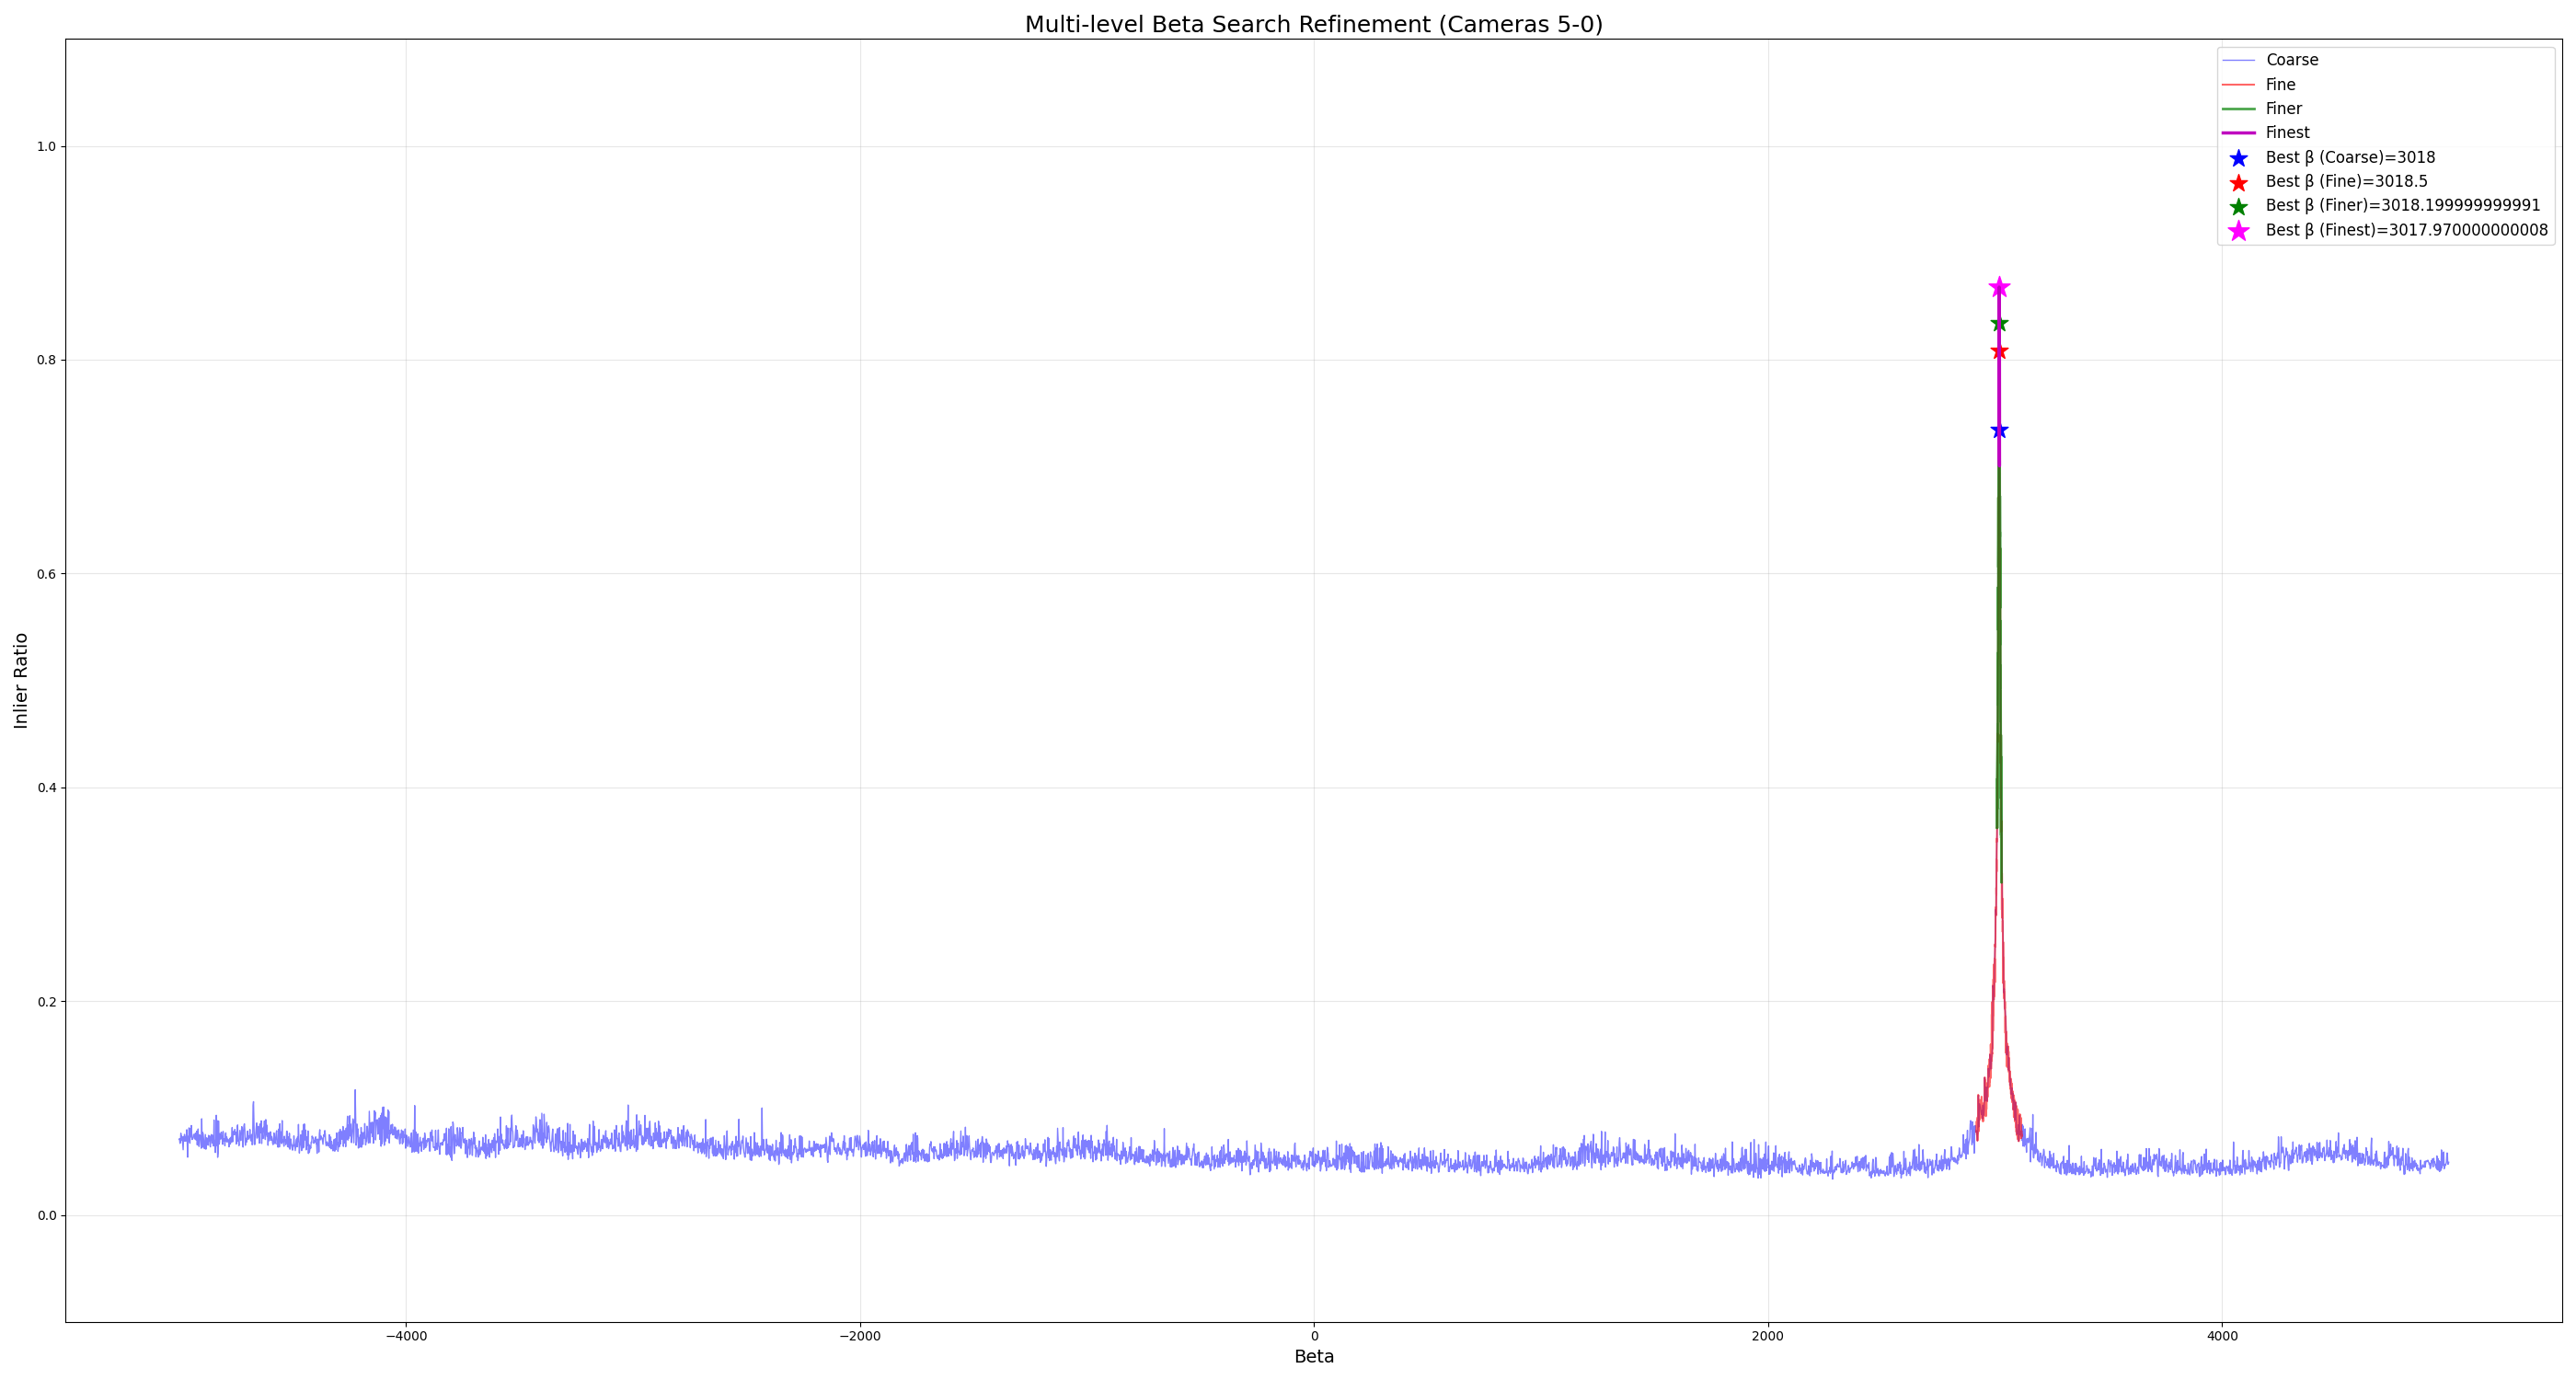 Multi-level Beta Search Refinement (Cameras 5-0)
Coarse
Fine
Finer
Finest
Best β (Coarse)=3018
Best β (Fine)=3018.5
Best β (Finer)=3018.199999999991
Best β (Finest)=3017.970000000008
Inlier Ratio
1.0
0.8
0.6
0.4
0.2
0.0
−4000
−2000
0
2000
4000
Beta